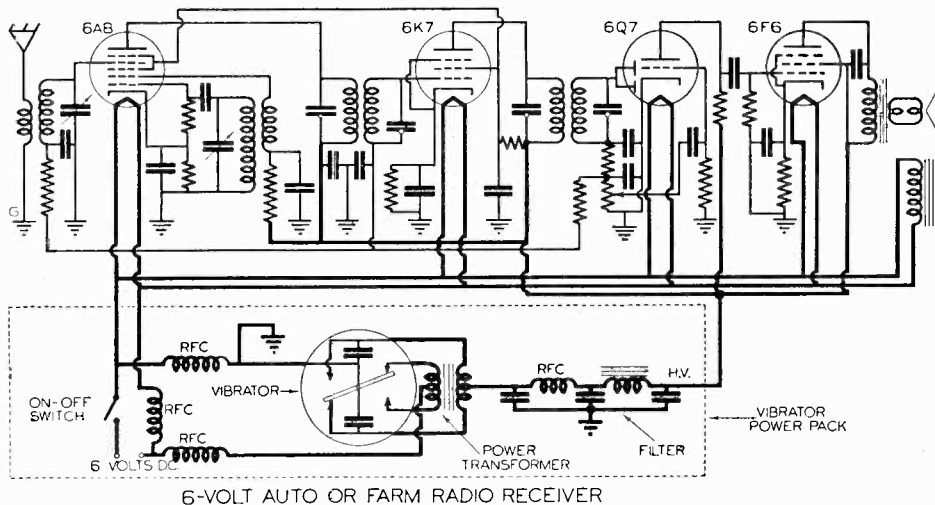 6A8
6K7
6Q7
6F6
G
RFC
RFC
H.V.
VIBRATOR
ON-OFF
SWITCH
RFC
RFC
VIBRATOR
POWER PACK
POWER
TRANSFORMER
FILTER
6 VOLTS D.C.
6-VOLT AUTO OR FARM RADIO RECEIVER